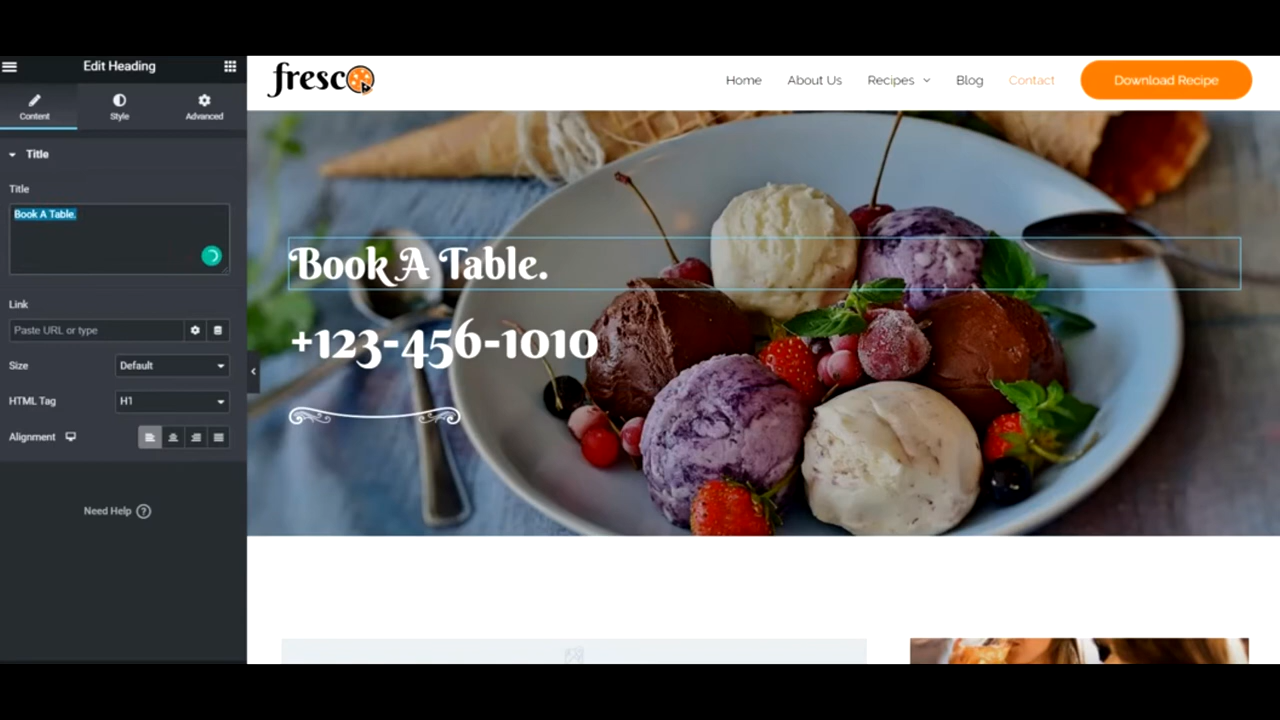 Edit Heading
Content
Style
Advanced
Title
Title
Book A Table.
Link
Paste URL or type
Size
Default
HTML Tag
H1
Alignment
Need Help ?
fresco
Home
About Us
Recipes
Blog
Contact
Download Recipe
Book A Table.
+123-456-1010